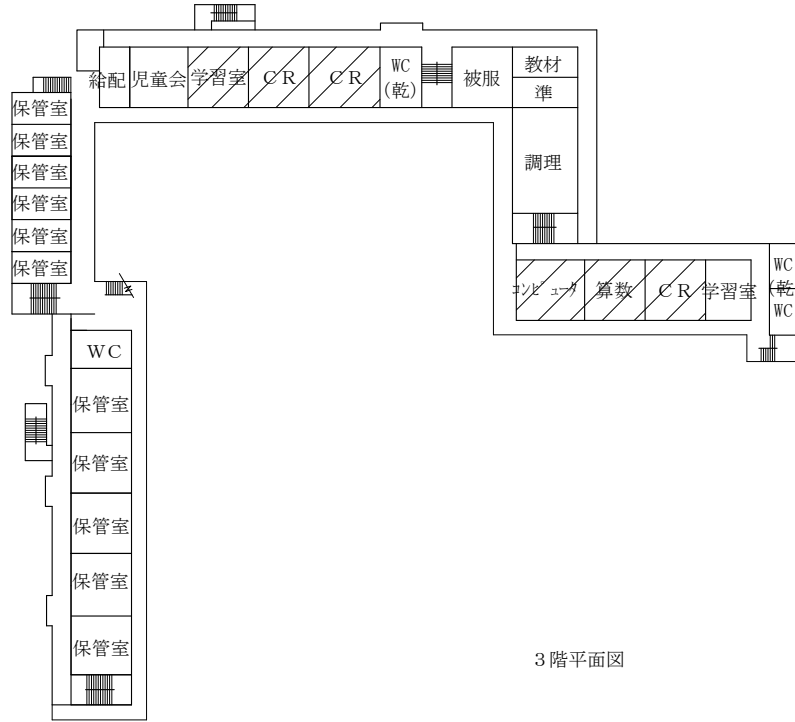 給配
児童会
学習室
ＣＲ
ＣＲ
WC
(乾)
被服
教材
準
調理
保管室
保管室
保管室
保管室
保管室
保管室
コンピュータ
算数
ＣＲ
学習室
WC
(乾)
WC
ＷＣ
保管室
保管室
保管室
保管室
保管室
３階平面図